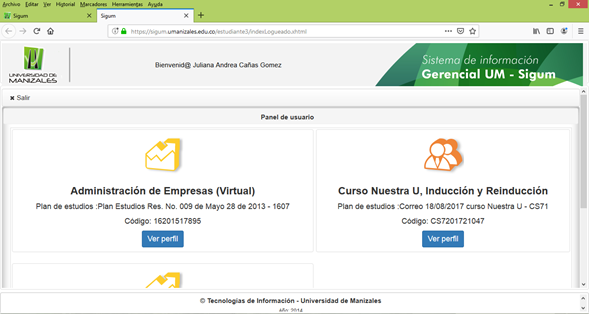 Archivo Editar Ver Historial Marcadores Herramientas Ayuda
Sigum
Sigum
https://sigum.umanizales.edu.co/estudiante3/indexLogueado.xhtml
UNIVERSIDAD DE
MANIZALES
Bienvenid@ Juliana Andrea Cañas Gomez
Sistema de información
Gerencial UM - Sigum
Salir
Panel de usuario
Administración de Empresas (Virtual)
Plan de estudios :Plan Estudios Res. No. 009 de Mayo 28 de 2013 - 1607
Código: 16201517895
Ver perfil
Curso Nuestra U, Inducción y Reinducción
Plan de estudios :Correo 18/08/2017 curso Nuestra U - CS71
Código: CS7201721047
Ver perfil
© Tecnologías de Información - Universidad de Manizales
Año: 2014